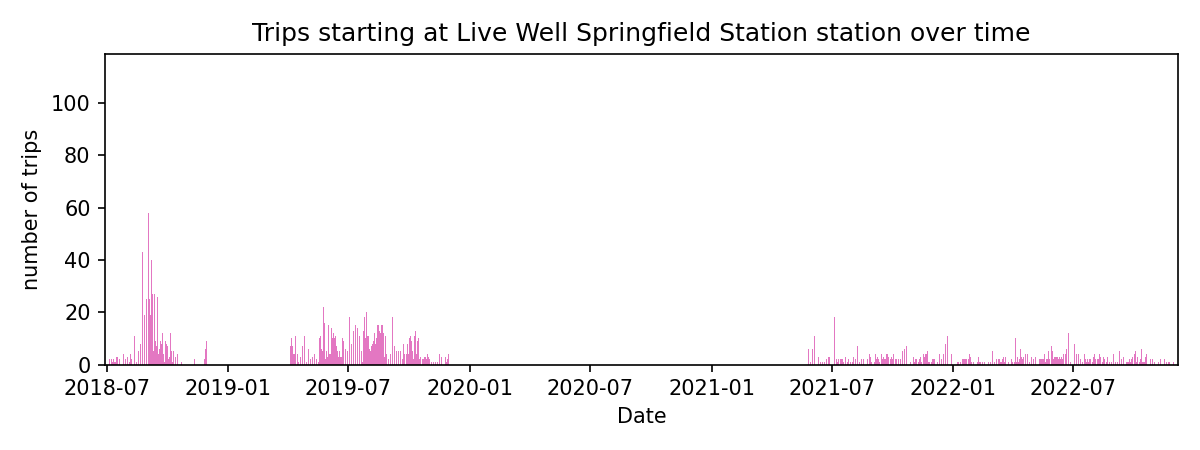 Trips starting at Live Well Springfield Station station over time
number of trips
100
80
60
40
20
0
2018-07 2019-01 2019-07 2020-01 2020-07 2021-01 2021-07 2022-01 2022-07
Date